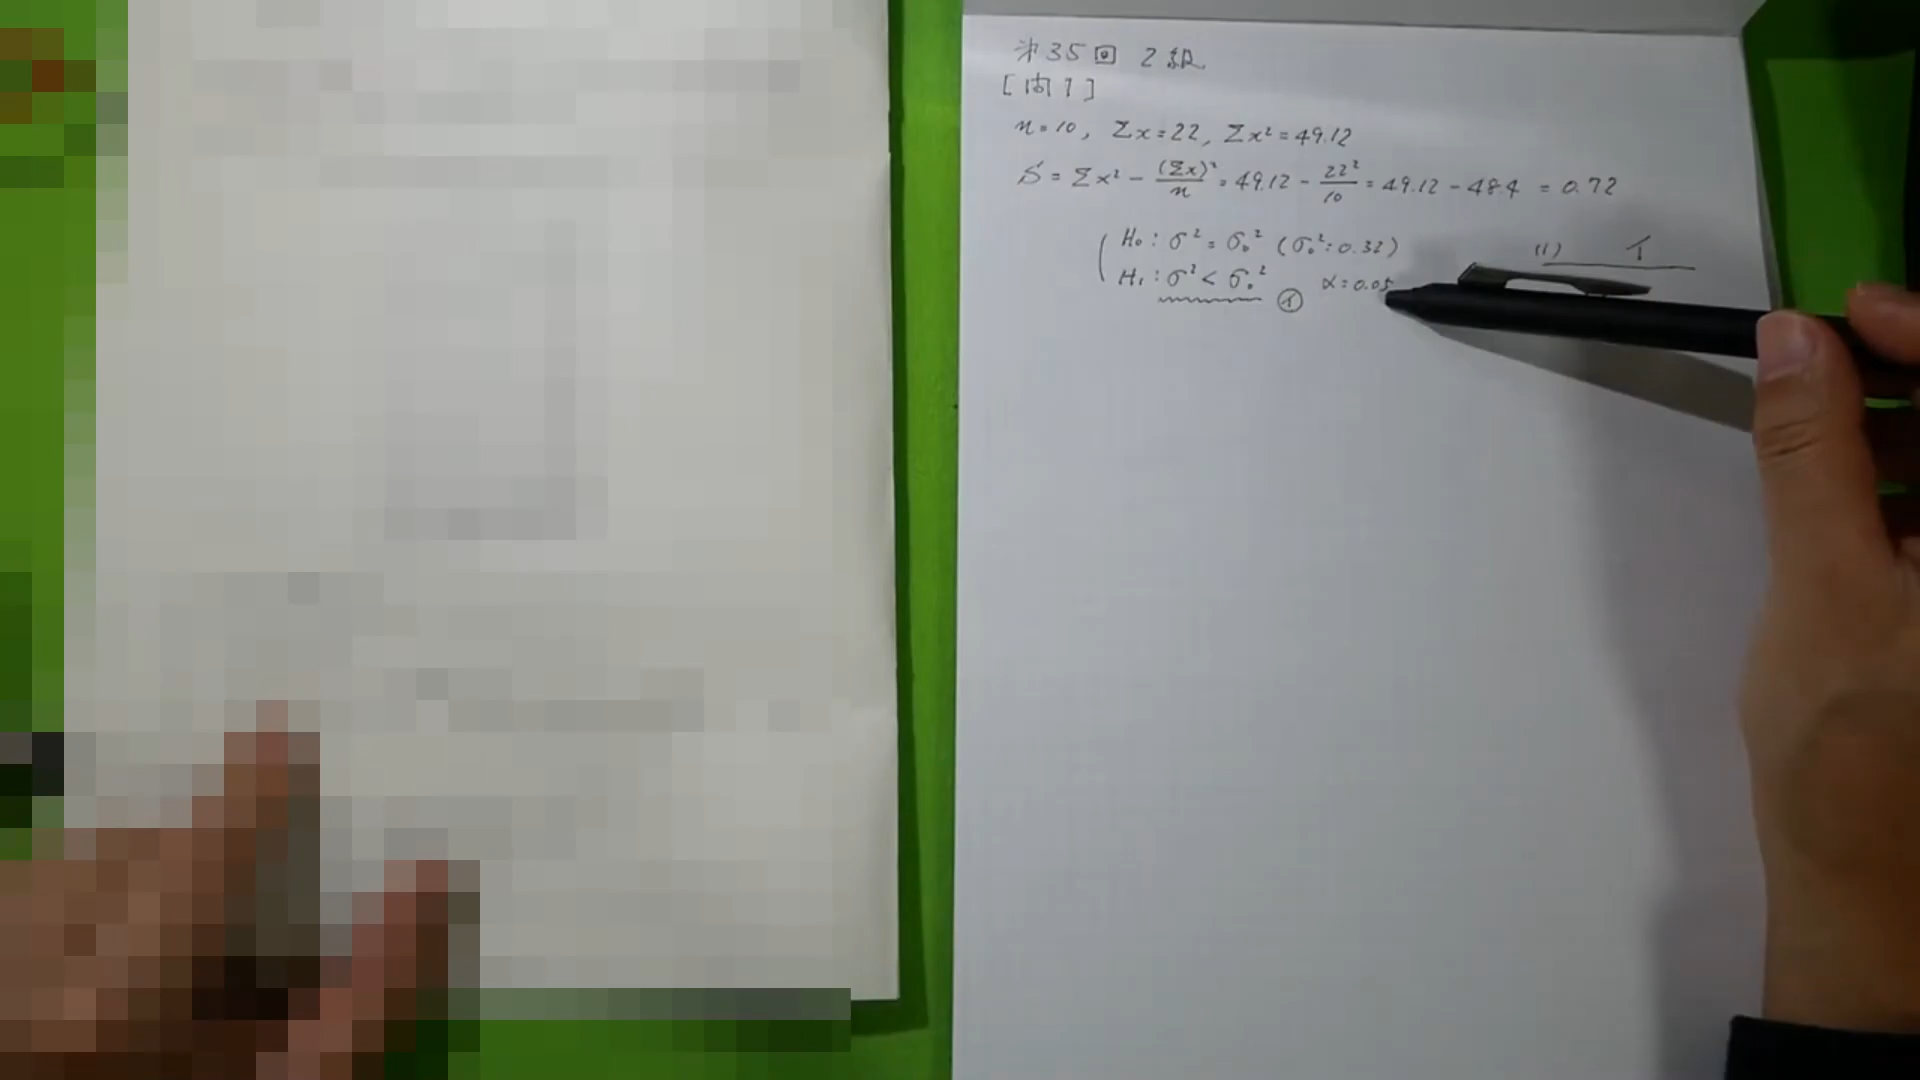 第35回 2級
[問1]
n=10, Σx=22, Σx²=49.12
S = Σx² - (Σx)²/n = 49.12 - 22²/10 = 49.12 - 48.4 = 0.72
H₀: σ² = σ₀² (σ₀²: 0.32)
(1) イ
H₁: σ² < σ₀² イ α=0.05